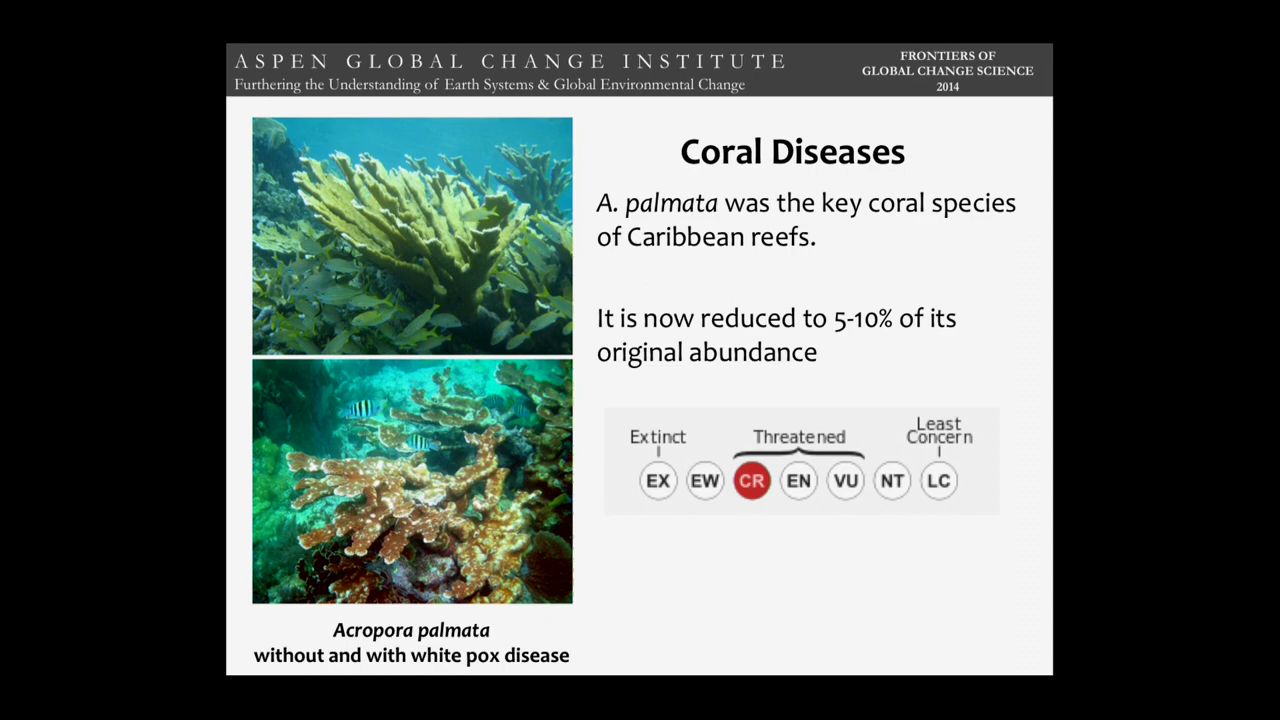 ASPEN GLOBAL CHANGE INSTITUTE
Furthering the Understanding of Earth Systems & Global Environmental Change
FRONTIERS OF
GLOBAL CHANGE SCIENCE
2014
Coral Diseases
A. palmata was the key coral species
of Caribbean reefs.
It is now reduced to 5-10% of its
original abundance
Extinct
Threatened
Least
Concern
EX EW CR EN VU NT LC
Acropora palmata
without and with white pox disease